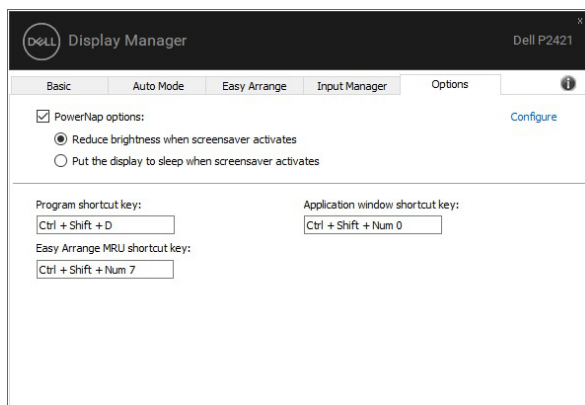 x
DELL Display Manager Dell P2421
Basic Auto Mode Easy Arrange Input Manager Options i
PowerNap options: Configure
Reduce brightness when screensaver activates
Put the display to sleep when screensaver activates
Program shortcut key: Application window shortcut key:
Ctrl + Shift + D Ctrl + Shift + Num 0
Easy Arrange MRU shortcut key:
Ctrl + Shift + Num 7